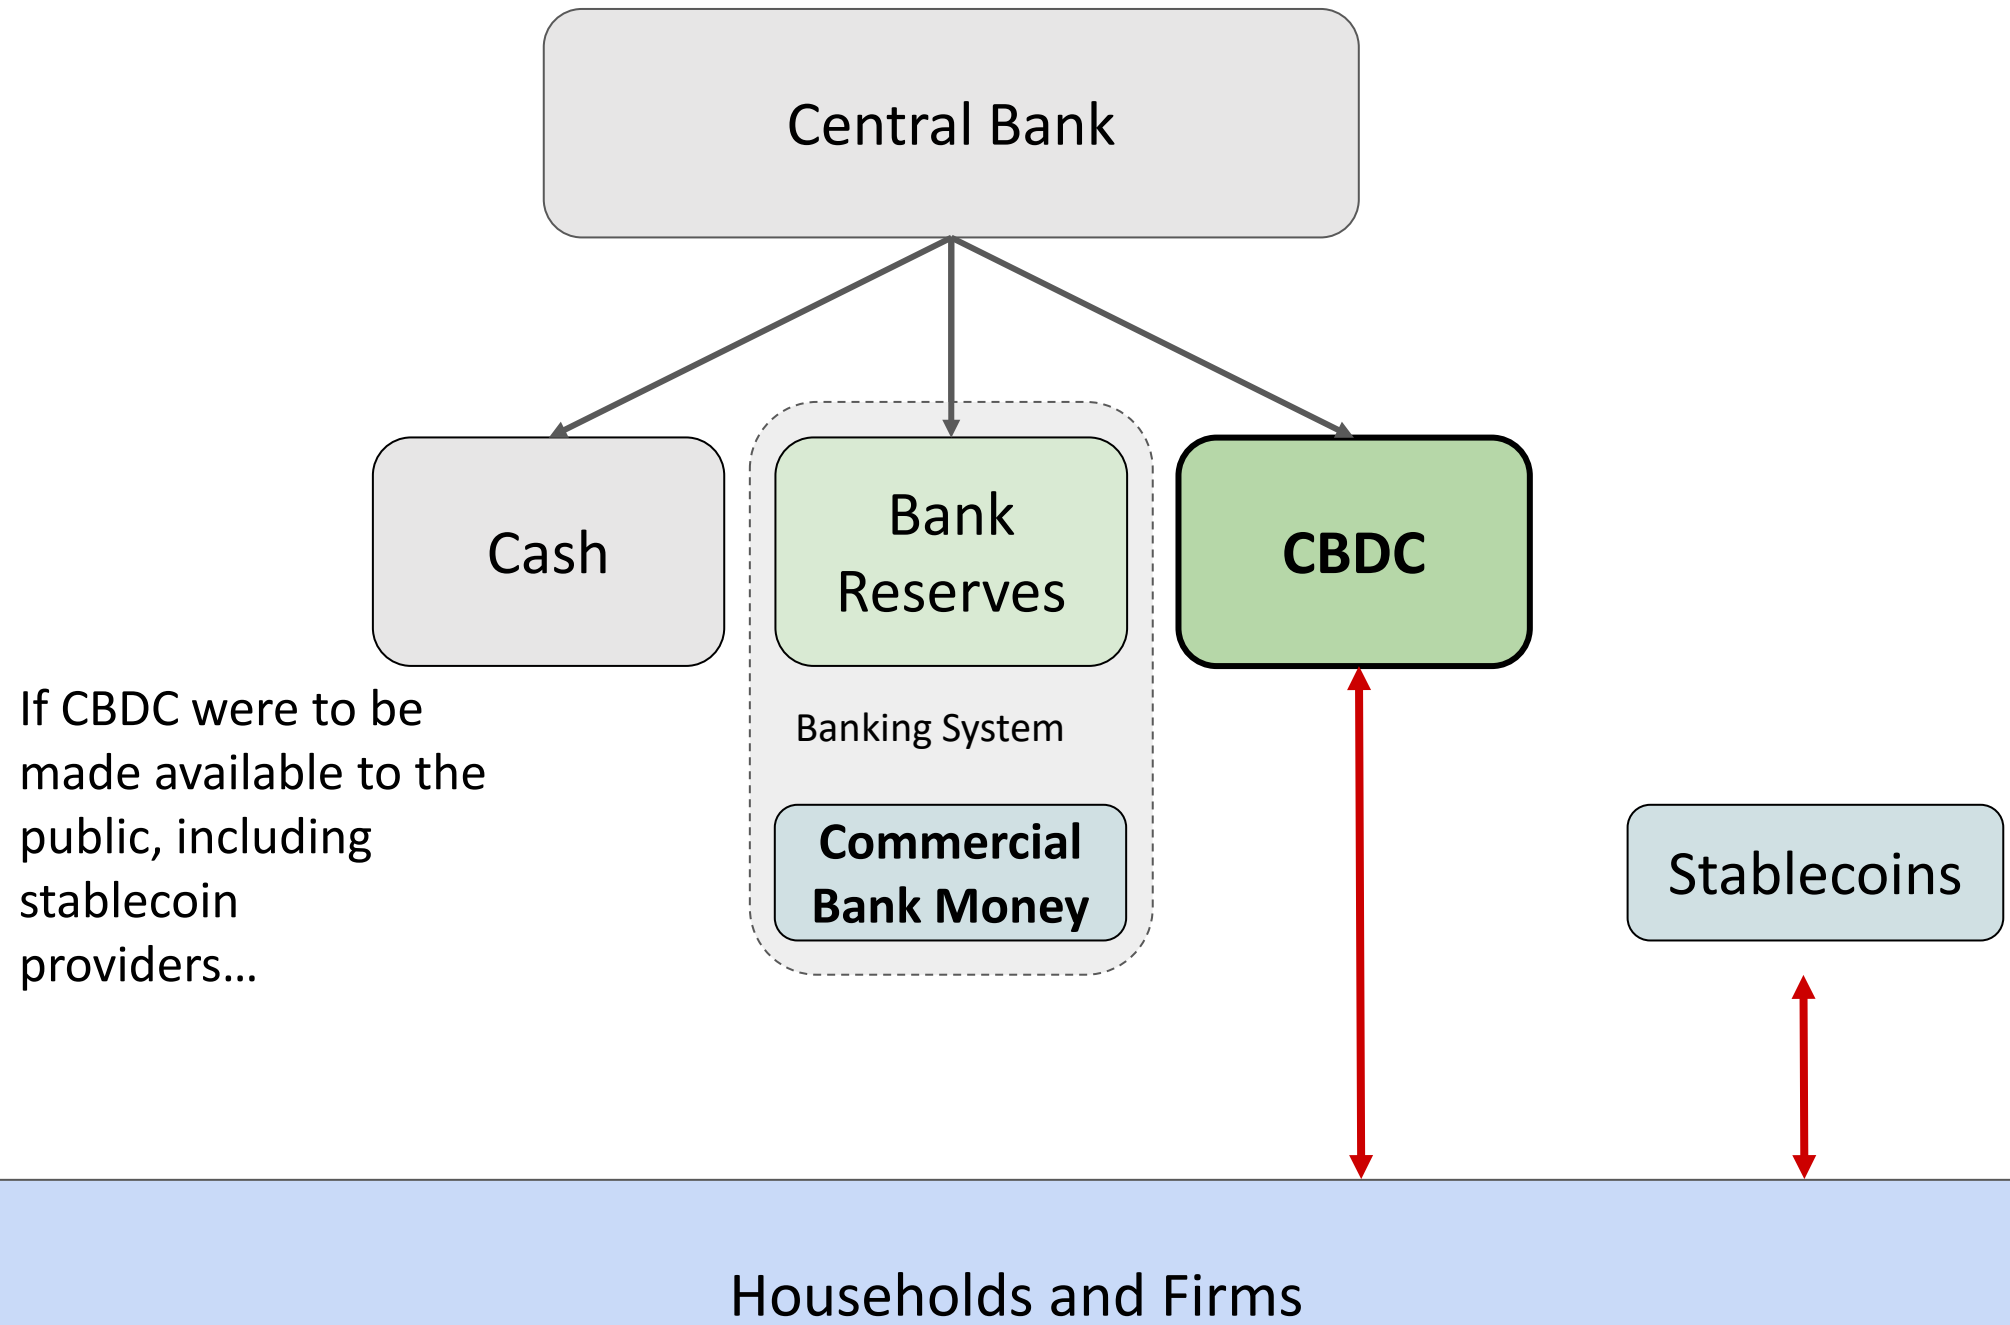 Central Bank
Cash
Bank
Reserves
CBDC
If CBDC were to be
made available to the
public, including
stablecoin
providers…
Banking System
Commercial
Bank Money
Stablecoins
Households and Firms